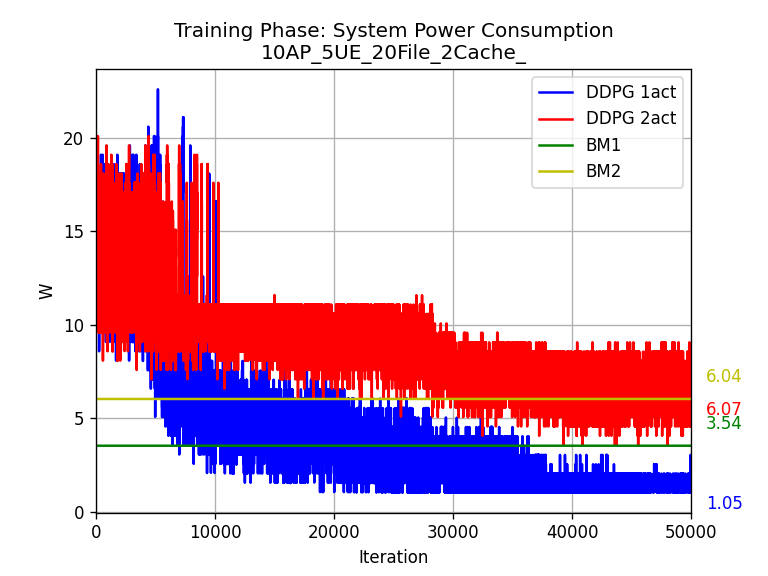 Training Phase: System Power Consumption
10AP_5UE_20File_2Cache_
DDPG 1act
DDPG 2act
BM1
BM2
W
20
15
10
5
0
6.04
6.07
3.54
1.05
0
10000
20000
30000
40000
50000
Iteration